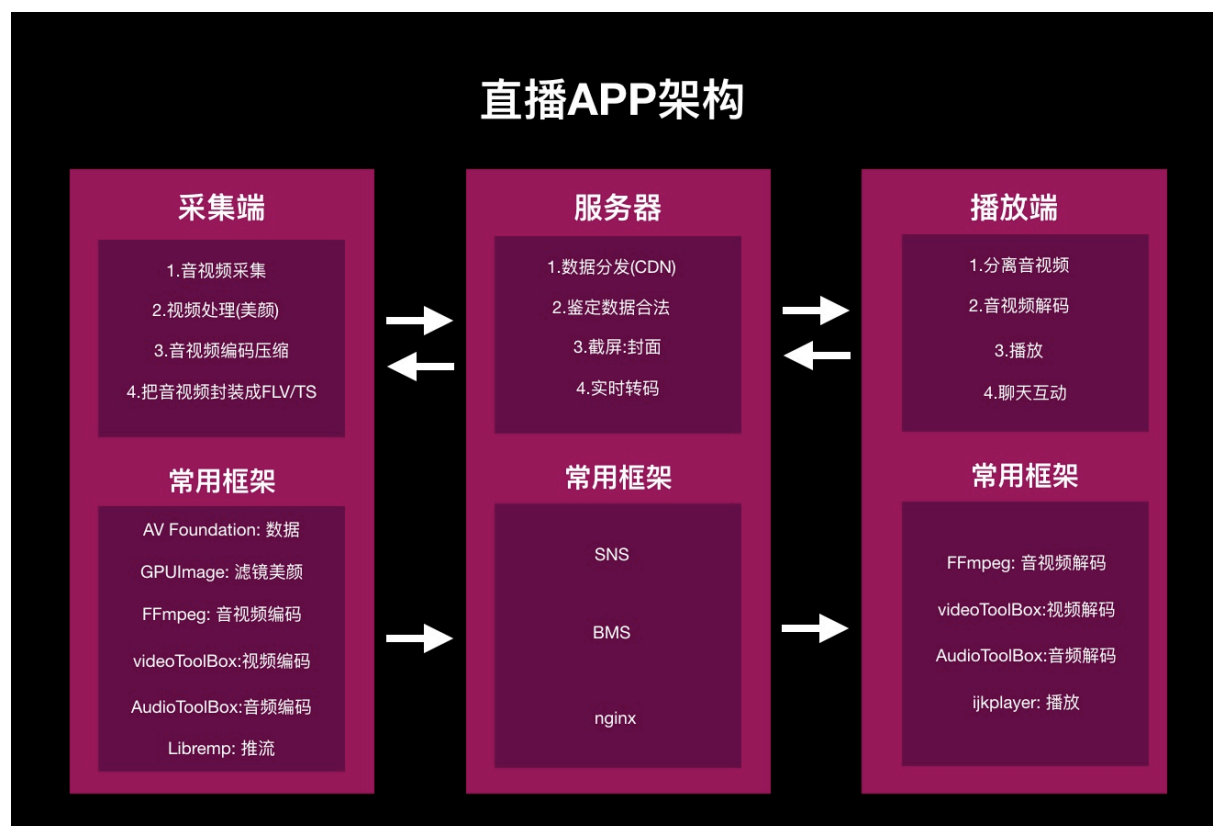 直播APP架构
采集端
1.音视频采集
2.视频处理(美颜)
3.音视频编码压缩
4.把音视频封装成FLV/TS
常用框架
AV Foundation: 数据
GPUImage: 滤镜美颜
FFmpeg: 音视频编码
videoToolBox:视频编码
AudioToolBox:音频编码
Libremp: 推流
服务器
1.数据分发(CDN)
2.鉴定数据合法
3.截屏:封面
4.实时转码
常用框架
SNS
BMS
nginx
播放端
1.分离音视频
2.音视频解码
3.播放
4.聊天互动
常用框架
FFmpeg: 音视频解码
videoToolBox:视频解码
AudioToolBox:音频解码
ijkplayer: 播放